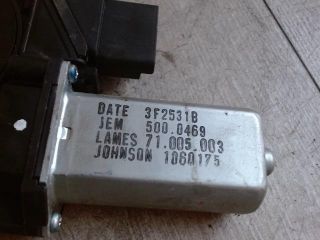 DATE 3F2531B
JEM 500.0469
LAMES 71.005.003
JOHNSON 1060175